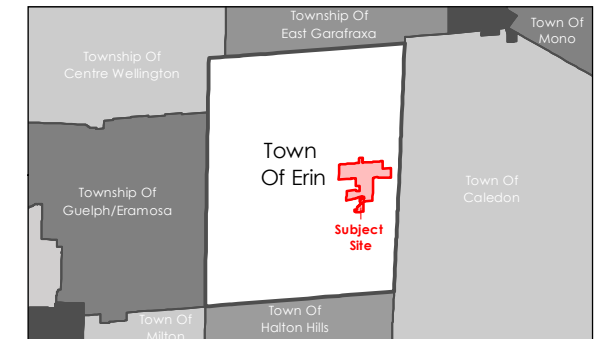 Township Of
East Garafraxa
Town Of
Mono
Township Of
Centre Wellington
Town
Of Erin
Township Of
Guelph/Eramosa
Town Of
Caledon
Subject
Site
Town Of
Halton Hills
Town Of
Milton